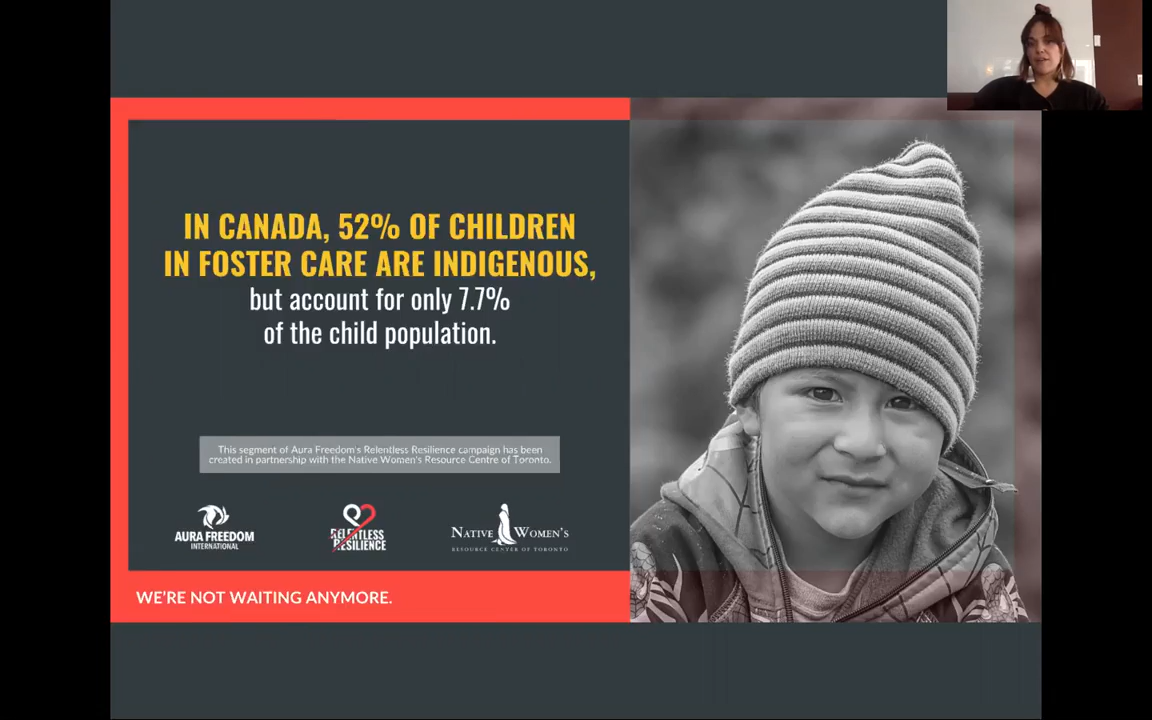 IN CANADA, 52% OF CHILDREN
IN FOSTER CARE ARE INDIGENOUS,
but account for only 7.7%
of the child population.
This segment of Aura Freedom's Relentless Resilience campaign has been
created in partnership with the Native Women's Resource Centre of Toronto.
AURA FREEDOM
INTERNATIONAL
RELENTLESS
RESILIENCE
NATIVE WOMEN'S
RESOURCE CENTER OF TORONTO
WE'RE NOT WAITING ANYMORE.